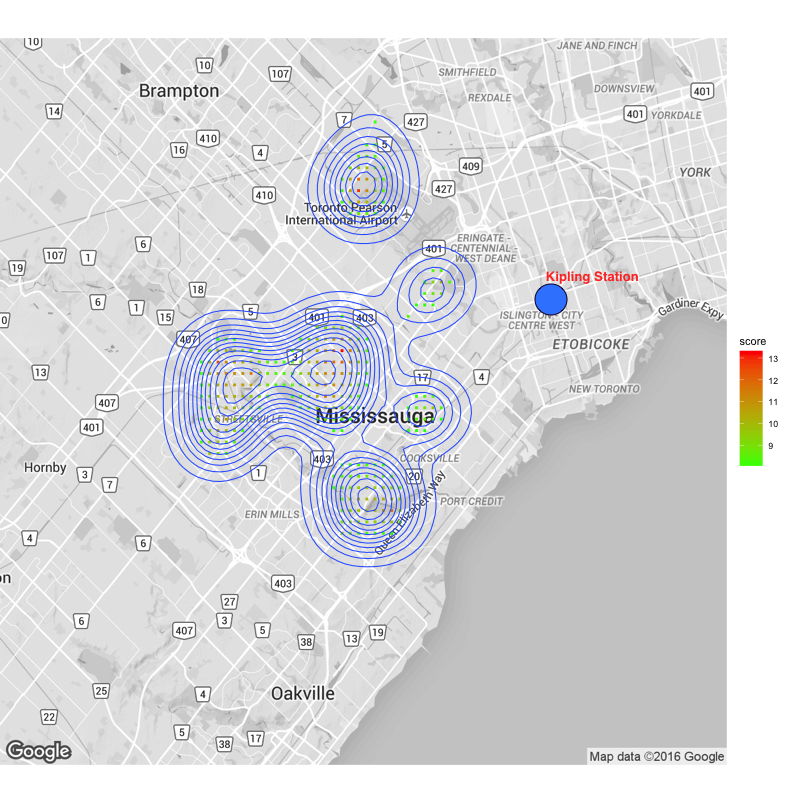 10
JANE AND FINCH
10
107
SMITHFIELD
Brampton
DOWNSVIEW
401
REXDALE
14
401
YORKDALE
7
427
410
5
16
4
409
YORK
427
410
Toronto Pearson
International Airport
ERINGATE -
CENTENNIAL -
WEST DEANE
6
401
107
1
19
Kipling Station
18
6
1
5
Gardiner Expy
15
401
403
ISLINGTON - CITY
CENTRE WEST
0
407
ETOBICOKE
score
3
13
13
17
4
12
NEW TORONTO
11
407
Mississauga
STREETSVILLE
10
401
9
403
COOKSVILLE
Hornby
3
1
20
7
PORT CREDIT
ERIN MILLS
Queen Elizabeth Way
4
6
on
403
27
6
3
407
5
38
13
19
25
4
Oakville
22
5
38
17
Google
Map data ©2016 Google